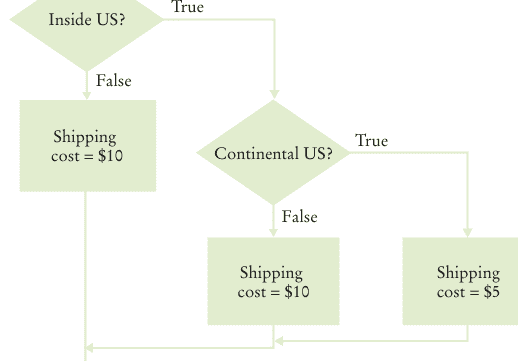 Inside US?
True
False
Shipping
cost = $10
Continental US?
True
False
Shipping
cost = $10
Shipping
cost = $5